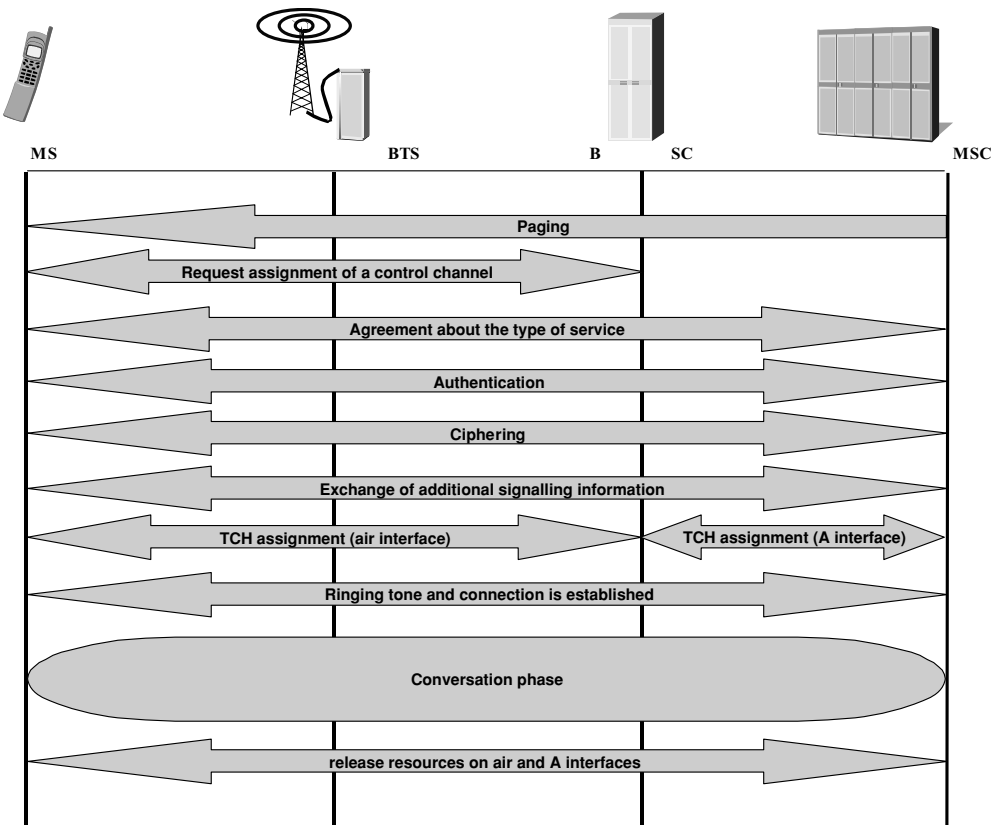 MS BTS B SC MSC
Paging
Request assignment of a control channel
Agreement about the type of service
Authentication
Ciphering
Exchange of additional signalling information
TCH assignment (air interface) TCH assignment (A interface)
Ringing tone and connection is established
Conversation phase
release resources on air and A interfaces